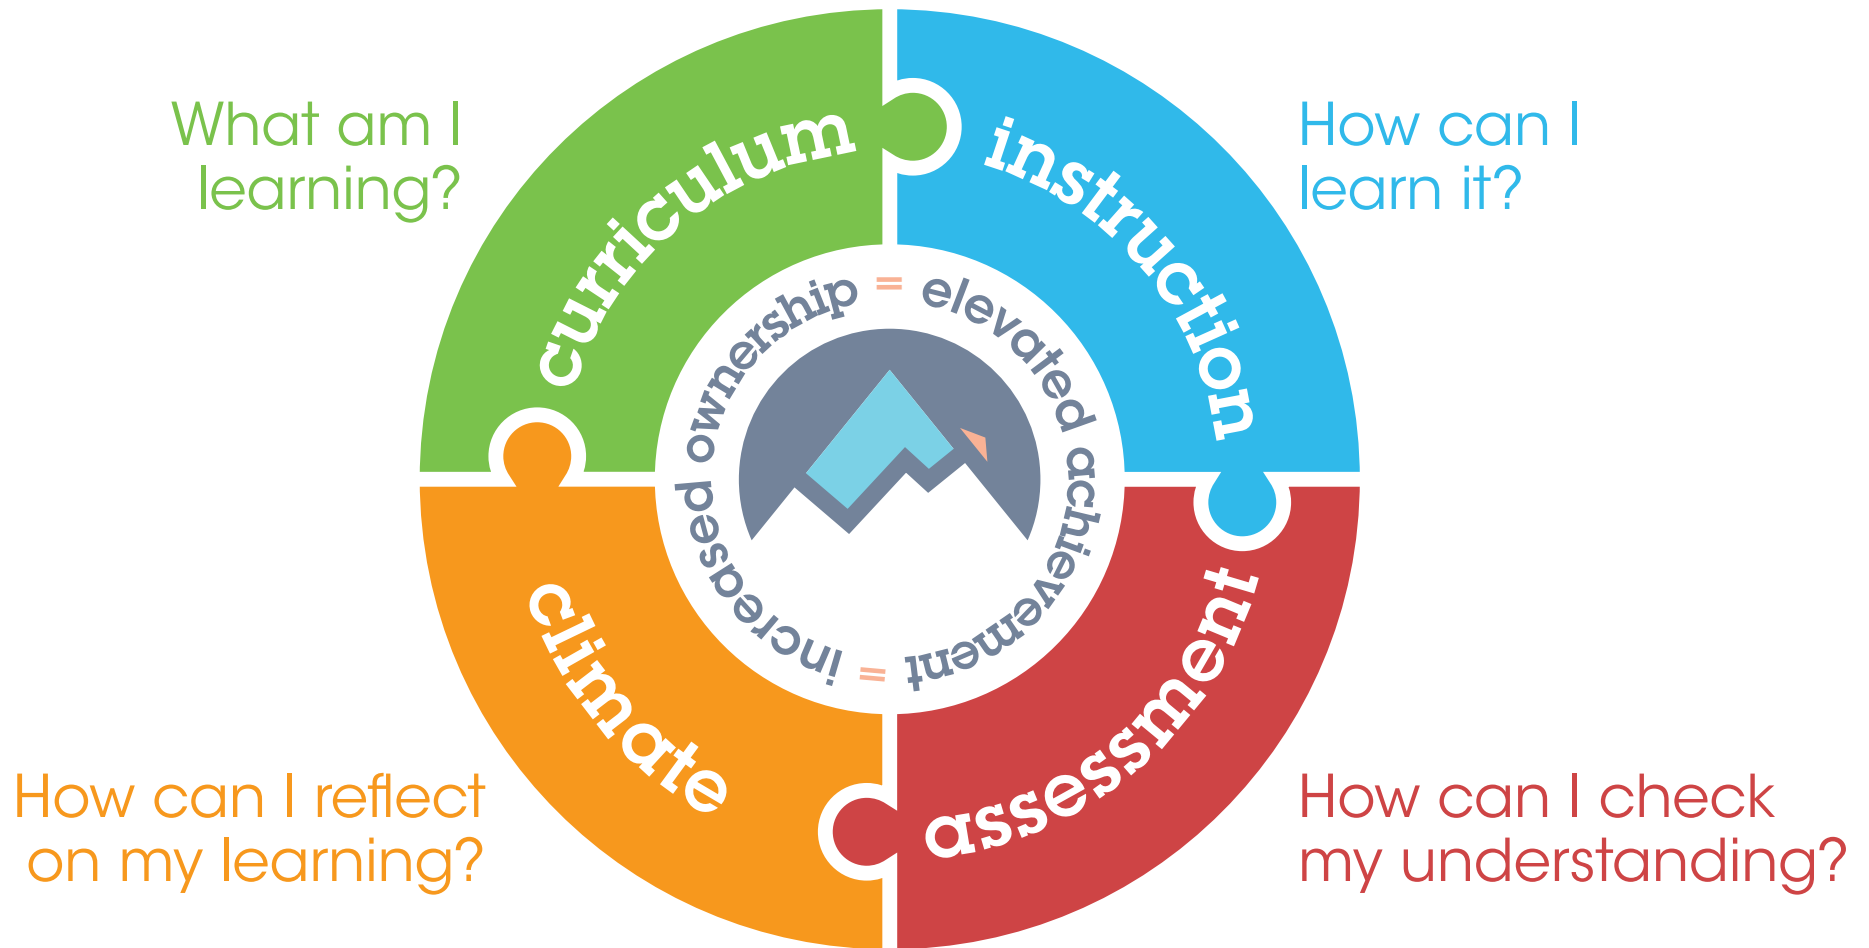 What am I
learning?
How can I
learn it?
curriculum
instruction
increased ownership = elevated achievement =
climate
assessment
How can I reflect
on my learning?
How can I check
my understanding?